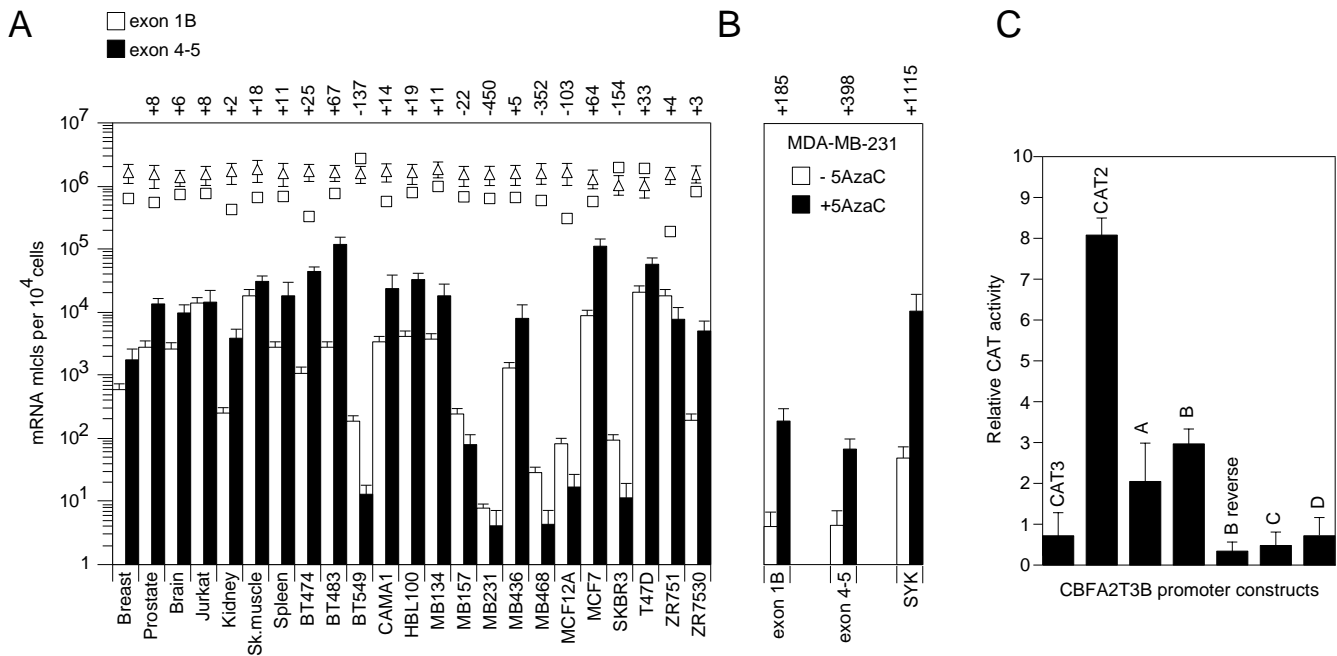 A
exon 1B
exon 4-5
+8
+6
+8
+2
+18
+11
+25
+67
-137
+14
+19
+11
-22
-450
+5
-352
-103
+64
-154
+33
+4
+3
mRNA mlcls per 10^4 cells
10^7
10^6
10^5
10^4
10^3
10^2
10^1
1
Breast
Prostate
Brain
Jurkat
Kidney
Sk.muscle
Spleen
BT474
BT483
BT549
CAMA1
HBL100
MB134
MB157
MB231
MB436
MB468
MCF12A
MCF7
SKBR3
T47D
ZR751
ZR7530
B
+185
+398
+1115
MDA-MB-231
- 5AzaC
+5AzaC
exon 1B
exon 4-5
SYK
C
Relative CAT activity
10
9
8
7
6
5
4
3
2
1
0
CAT3
CAT2
A
B
B reverse
C
D
CBFA2T3B promoter constructs